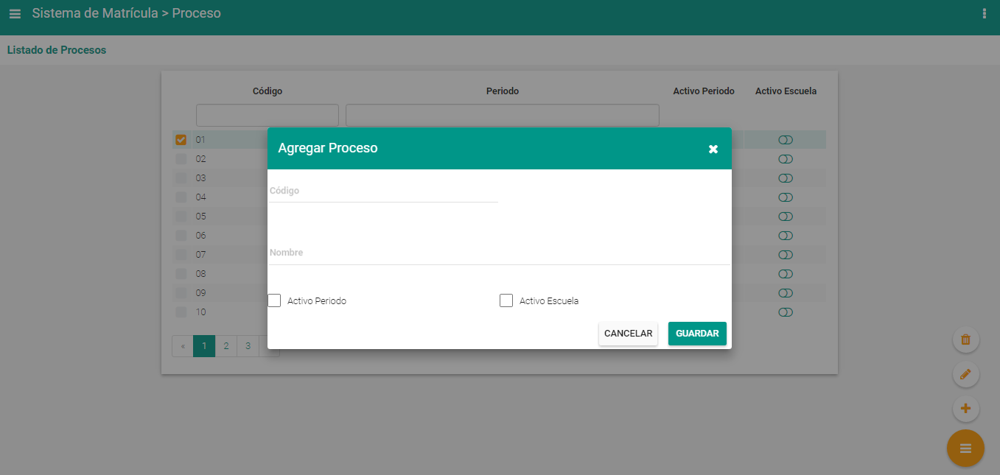 Sistema de Matrícula > Proceso
Listado de Procesos
Código Periodo Activo Periodo Activo Escuela
01
02
03
04
05
06
07
08
09
10
« 1 2 3
Agregar Proceso
Código
Nombre
Activo Periodo Activo Escuela
CANCELAR GUARDAR